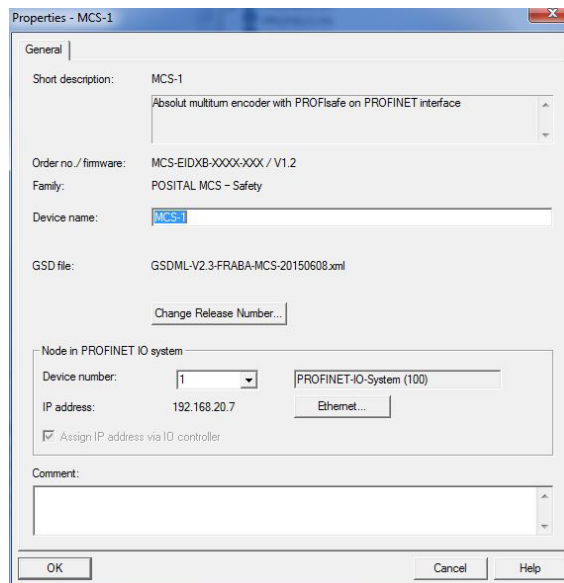 Properties - MCS-1
General
Short description: MCS-1
Absolut multiturn encoder with PROFIsafe on PROFINET interface
Order no./ firmware: MCS-EIDXB-XXXX-XXX / V1.2
Family: POSITAL MCS - Safety
Device name: MCS-1
GSD file: GSDML-V2.3-FRABA-MCS-20150608.xml
Change Release Number...
Node in PROFINET IO system
Device number: 1 PROFINET-IO-System (100)
IP address: 192.168.20.7 Ethernet...
Assign IP address via IO controller
Comment:
OK Cancel Help